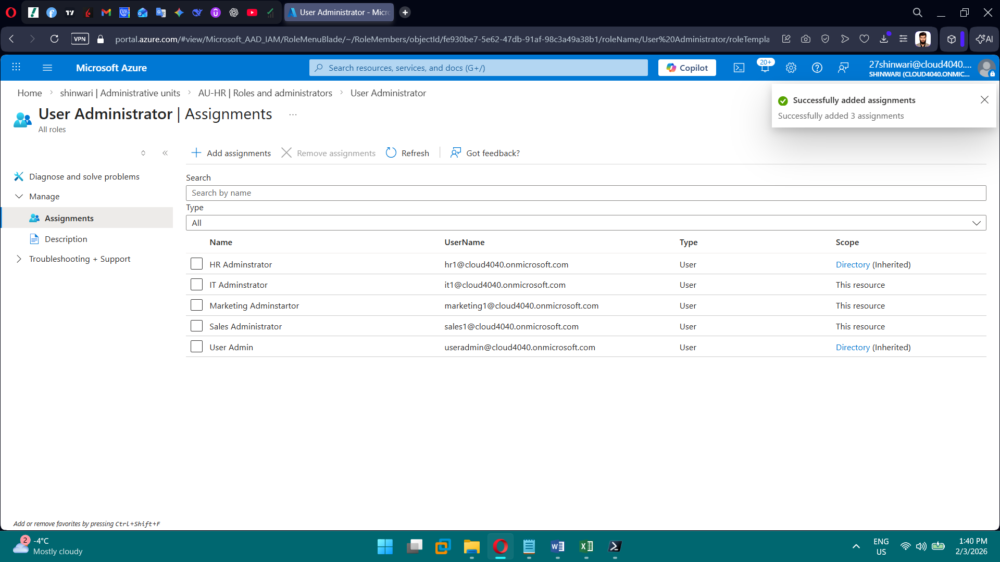 User Administrator - Micr
VPN
portal.azure.com/#view/Microsoft_AAD_IAM/RoleMenuBlade/~/RoleMembers/objectId/fe930be7-5e62-47db-91af-98c3a49a38b1/roleName/User%20Administrator/roleTempla
AI
Microsoft Azure
Search resources, services, and docs (G+/)
Copilot
20+
27shinwari@cloud4040....
SHINWARI (CLOUD4040.ONMIC...
Home
shinwari | Administrative units
AU-HR | Roles and administrators
User Administrator
Successfully added assignments
Successfully added 3 assignments
User Administrator | Assignments
...
All roles
Add assignments
Remove assignments
Refresh
Got feedback?
Diagnose and solve problems
Manage
Assignments
Description
Troubleshooting + Support
Search
Search by name
Type
All
Name UserName Type Scope
HR Adminstrator hr1@cloud4040.onmicrosoft.com User Directory (Inherited)
IT Adminstrator it1@cloud4040.onmicrosoft.com User This resource
Marketing Adminstartor marketing1@cloud4040.onmicrosoft.com User This resource
Sales Administrator sales1@cloud4040.onmicrosoft.com User This resource
User Admin useradmin@cloud4040.onmicrosoft.com User Directory (Inherited)
Add or remove favorites by pressing Ctrl+Shift+F
2
-4°C
Mostly cloudy
ENG
US
1:40 PM
2/3/2026